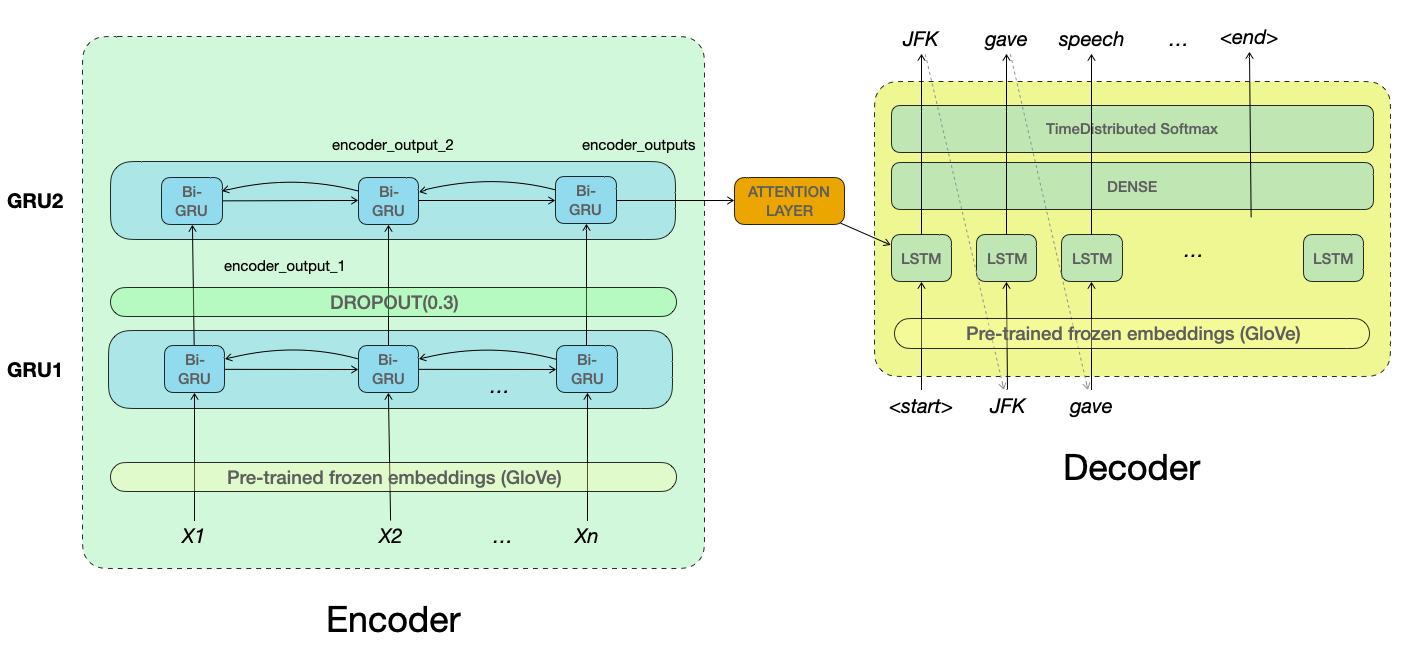 JFK gave speech ... <end>
encoder_output_2 encoder_outputs
GRU2
Bi-
GRU
Bi-
GRU
Bi-
GRU
encoder_output_1
DROPOUT(0.3)
GRU1
Bi-
GRU
Bi-
GRU
...
Bi-
GRU
Pre-trained frozen embeddings (GloVe)
X1 X2 ... Xn
Encoder
ATTENTION
LAYER
TimeDistributed Softmax
DENSE
LSTM LSTM LSTM ... LSTM
Pre-trained frozen embeddings (GloVe)
<start> JFK gave
Decoder